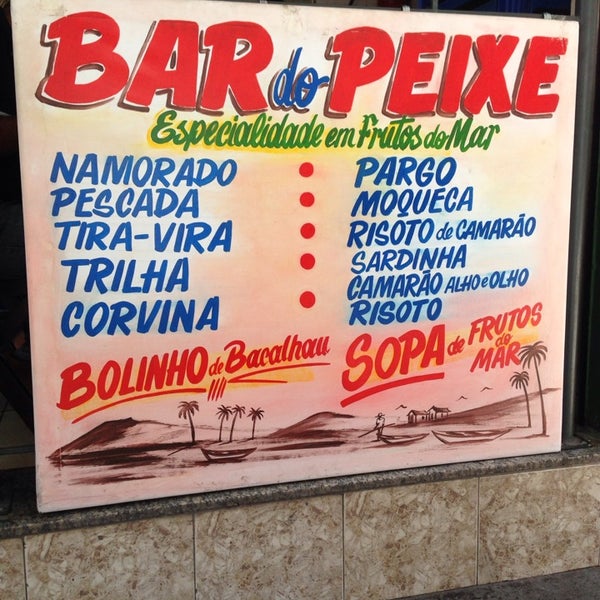 BAR do PEIXE
Especialidade em Frutos do Mar
NAMORADO
PESCADA
TIRA-VIRA
TRILHA
CORVINA
PARGO
MOQUECA
RISOTO de CAMARÃO
SARDINHA
CAMARÃO ALHO e OLHO
RISOTO
BOLINHO de Bacalhau
SOPA de FRUTOS do MAR